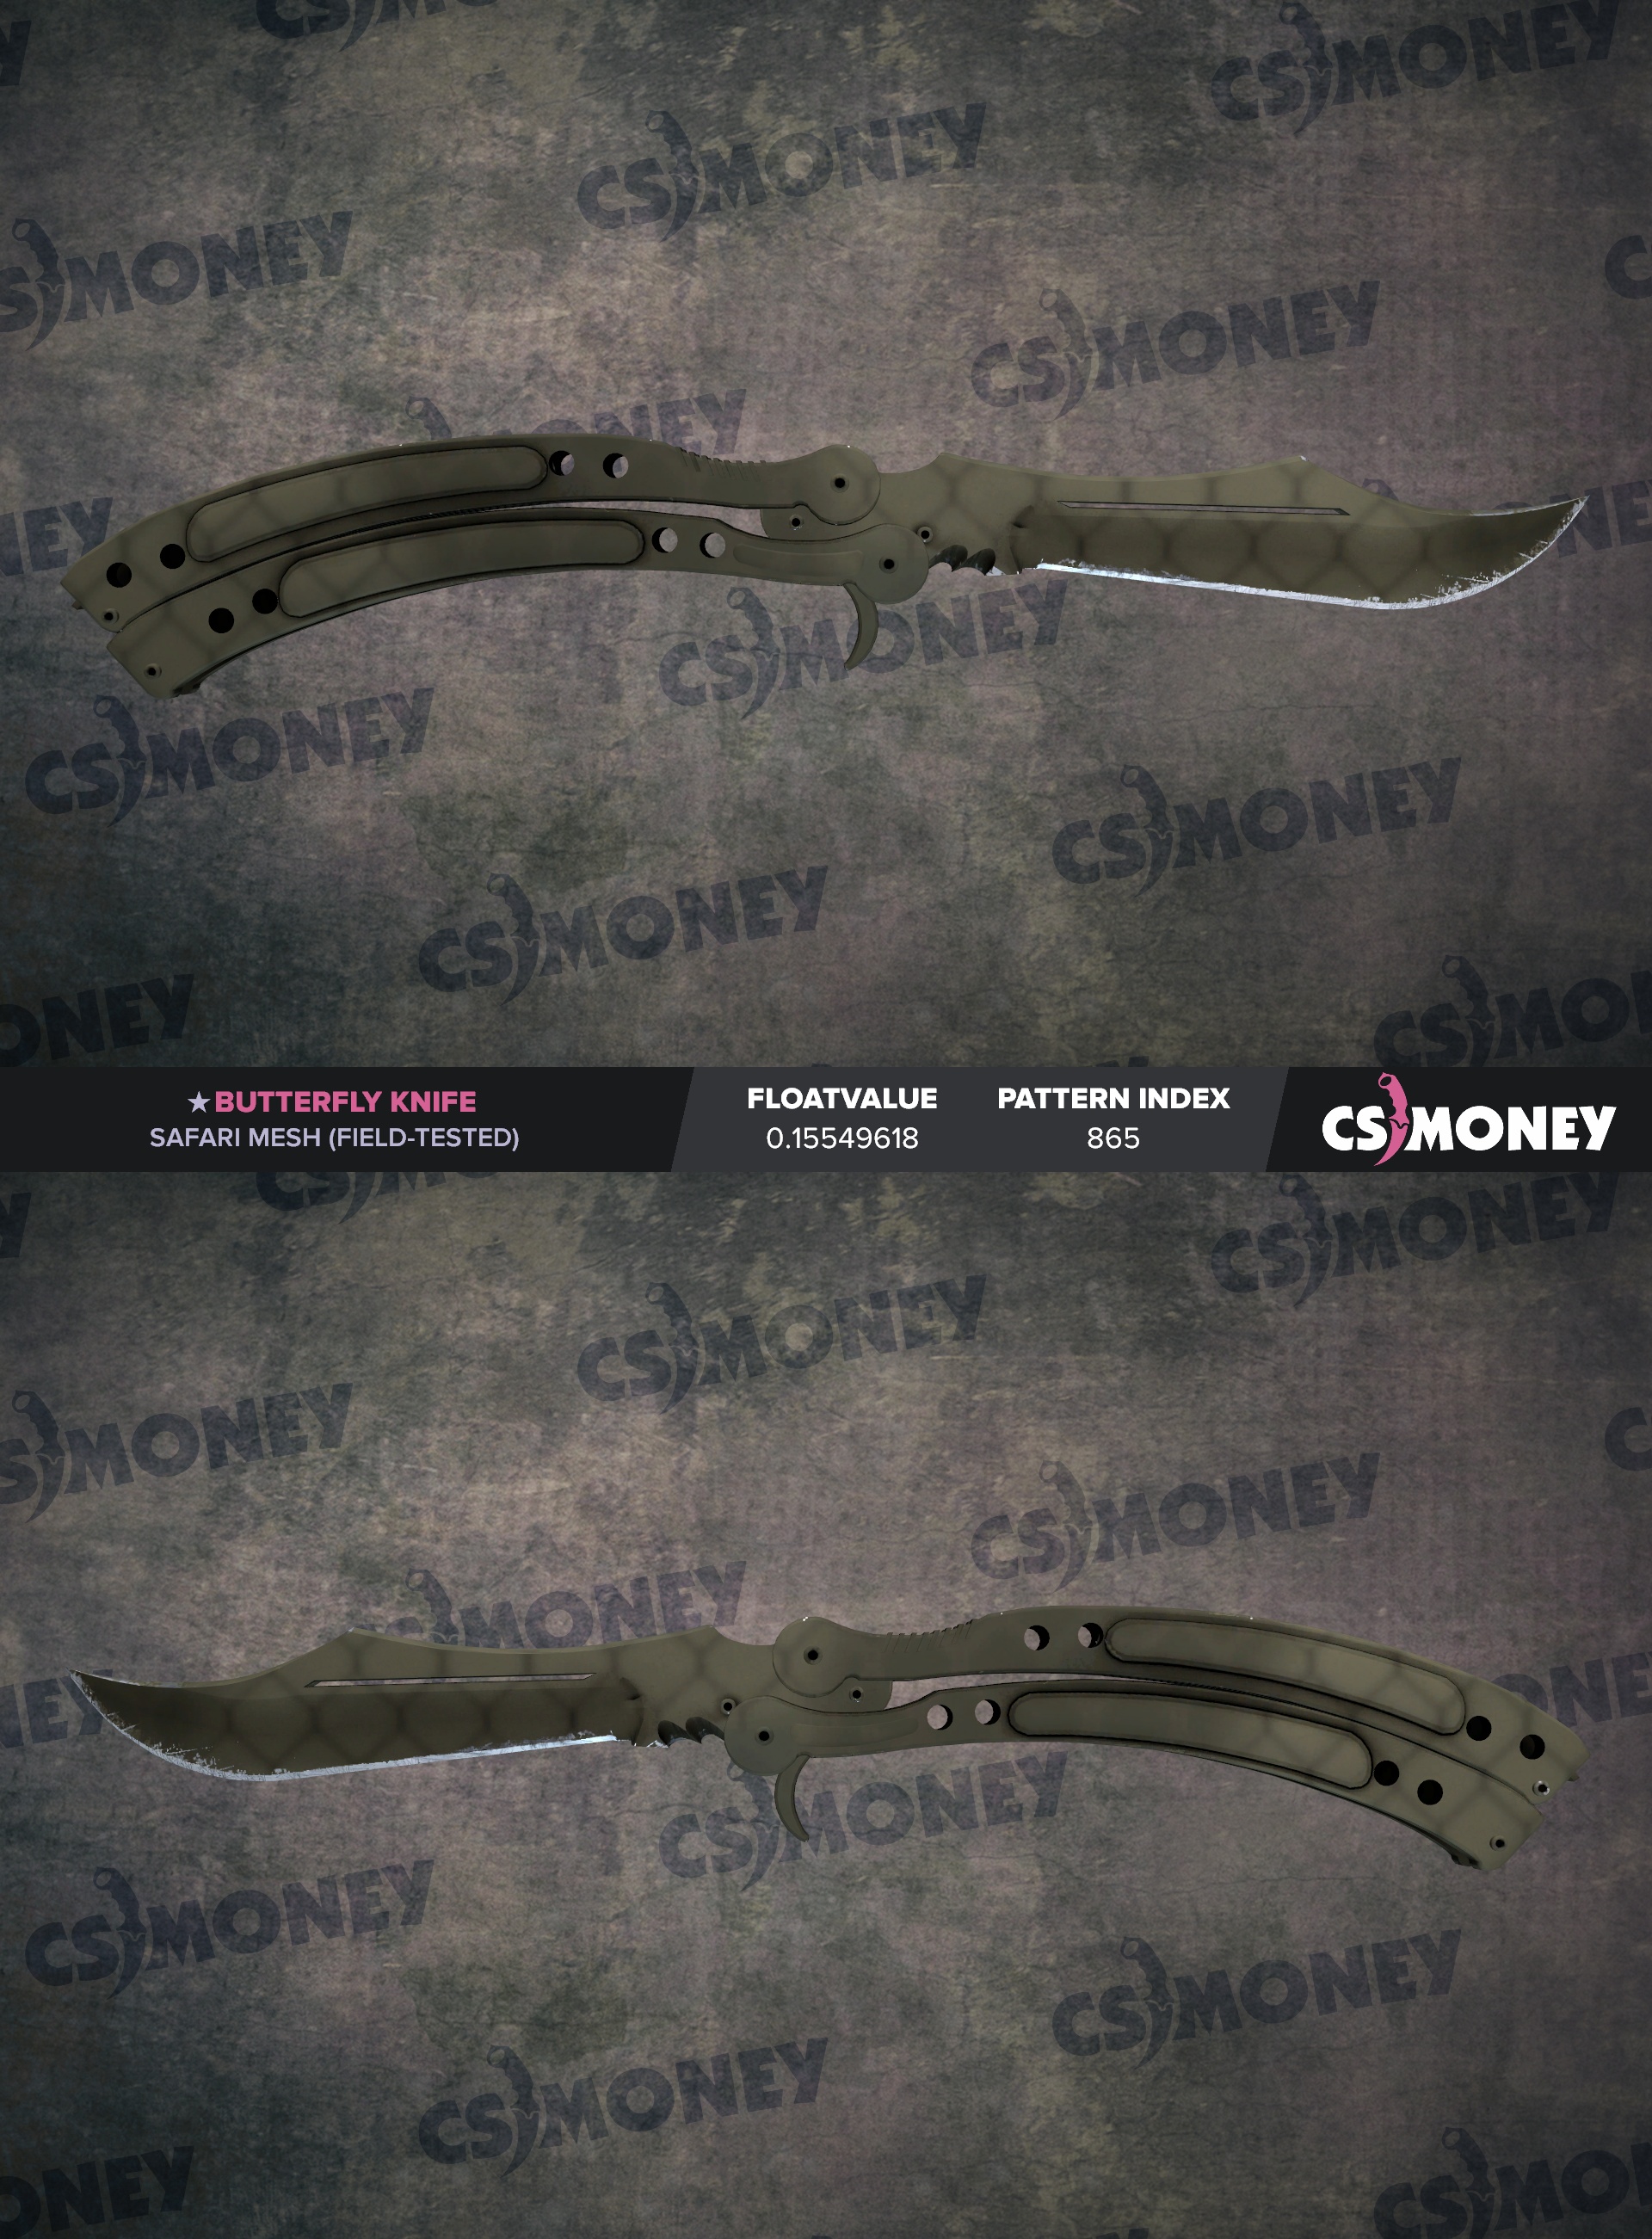 ★BUTTERFLY KNIFE
SAFARI MESH (FIELD-TESTED)
FLOATVALUE
0.15549618
PATTERN INDEX
865
CS MONEY